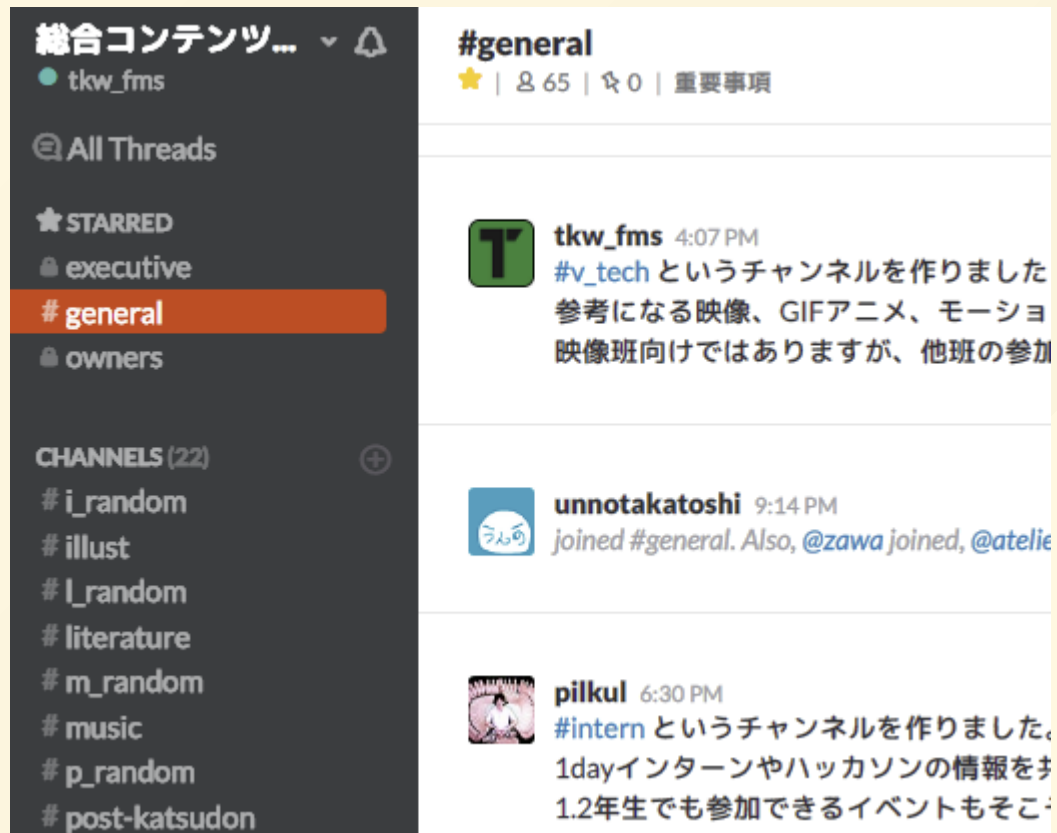 総合コンテンツ...
tkw_fms
All Threads
STARRED
executive
# general
owners
CHANNELS (22)
# i_random
# illust
# l_random
# literature
# m_random
# music
# p_random
# post-katsudon
#general
65 | 0 | 重要事項
T
tkw_fms 4:07 PM
#v_tech というチャンネルを作りました
参考になる映像、GIFアニメ、モーショ
映像班向けではありますが、他班の参加
うんの
unnotakatoshi 9:14 PM
joined #general. Also, @zawa joined, @atelie
pilkul 6:30 PM
#intern というチャンネルを作りました。
1dayインターンやハッカソンの情報を共
1.2年生でも参加できるイベントもそこ